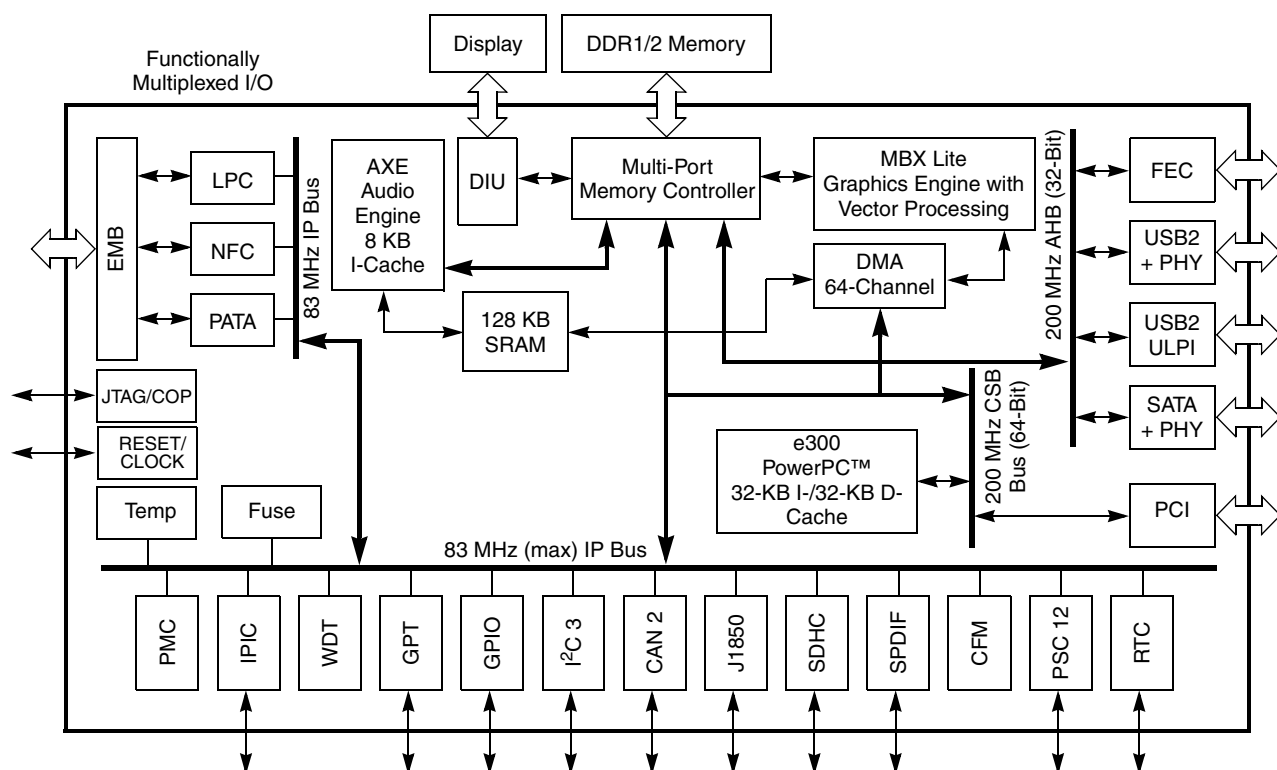 Display
DDR1/2 Memory
Functionally
Multiplexed I/O
EMB
LPC
NFC
PATA
83 MHz IP Bus
AXE
Audio
Engine
8 KB
I-Cache
DIU
Multi-Port
Memory Controller
MBX Lite
Graphics Engine with
Vector Processing
DMA
64-Channel
128 KB
SRAM
200 MHz AHB (32-Bit)
FEC
USB2
+ PHY
USB2
ULPI
SATA
+ PHY
PCI
JTAG/COP
RESET/
CLOCK
Temp
Fuse
e300
PowerPC™
32-KB I-/32-KB D-
Cache
200 MHz CSB
Bus (64-Bit)
83 MHz (max) IP Bus
PMC
IPIC
WDT
GPT
GPIO
I²C 3
CAN 2
J1850
SDHC
SPDIF
CFM
PSC 12
RTC